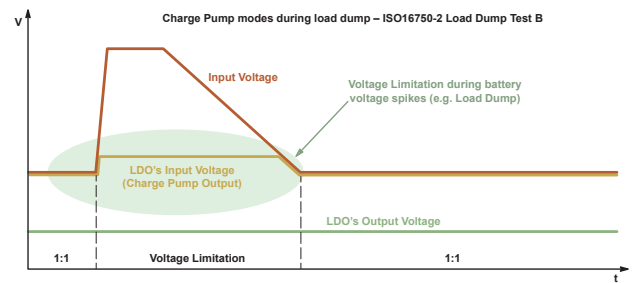 Charge Pump modes during load dump – ISO16750-2 Load Dump Test B
V
Input Voltage
Voltage Limitation during battery
voltage spikes (e.g. Load Dump)
LDO's Input Voltage
(Charge Pump Output)
LDO's Output Voltage
1:1
Voltage Limitation
1:1
t